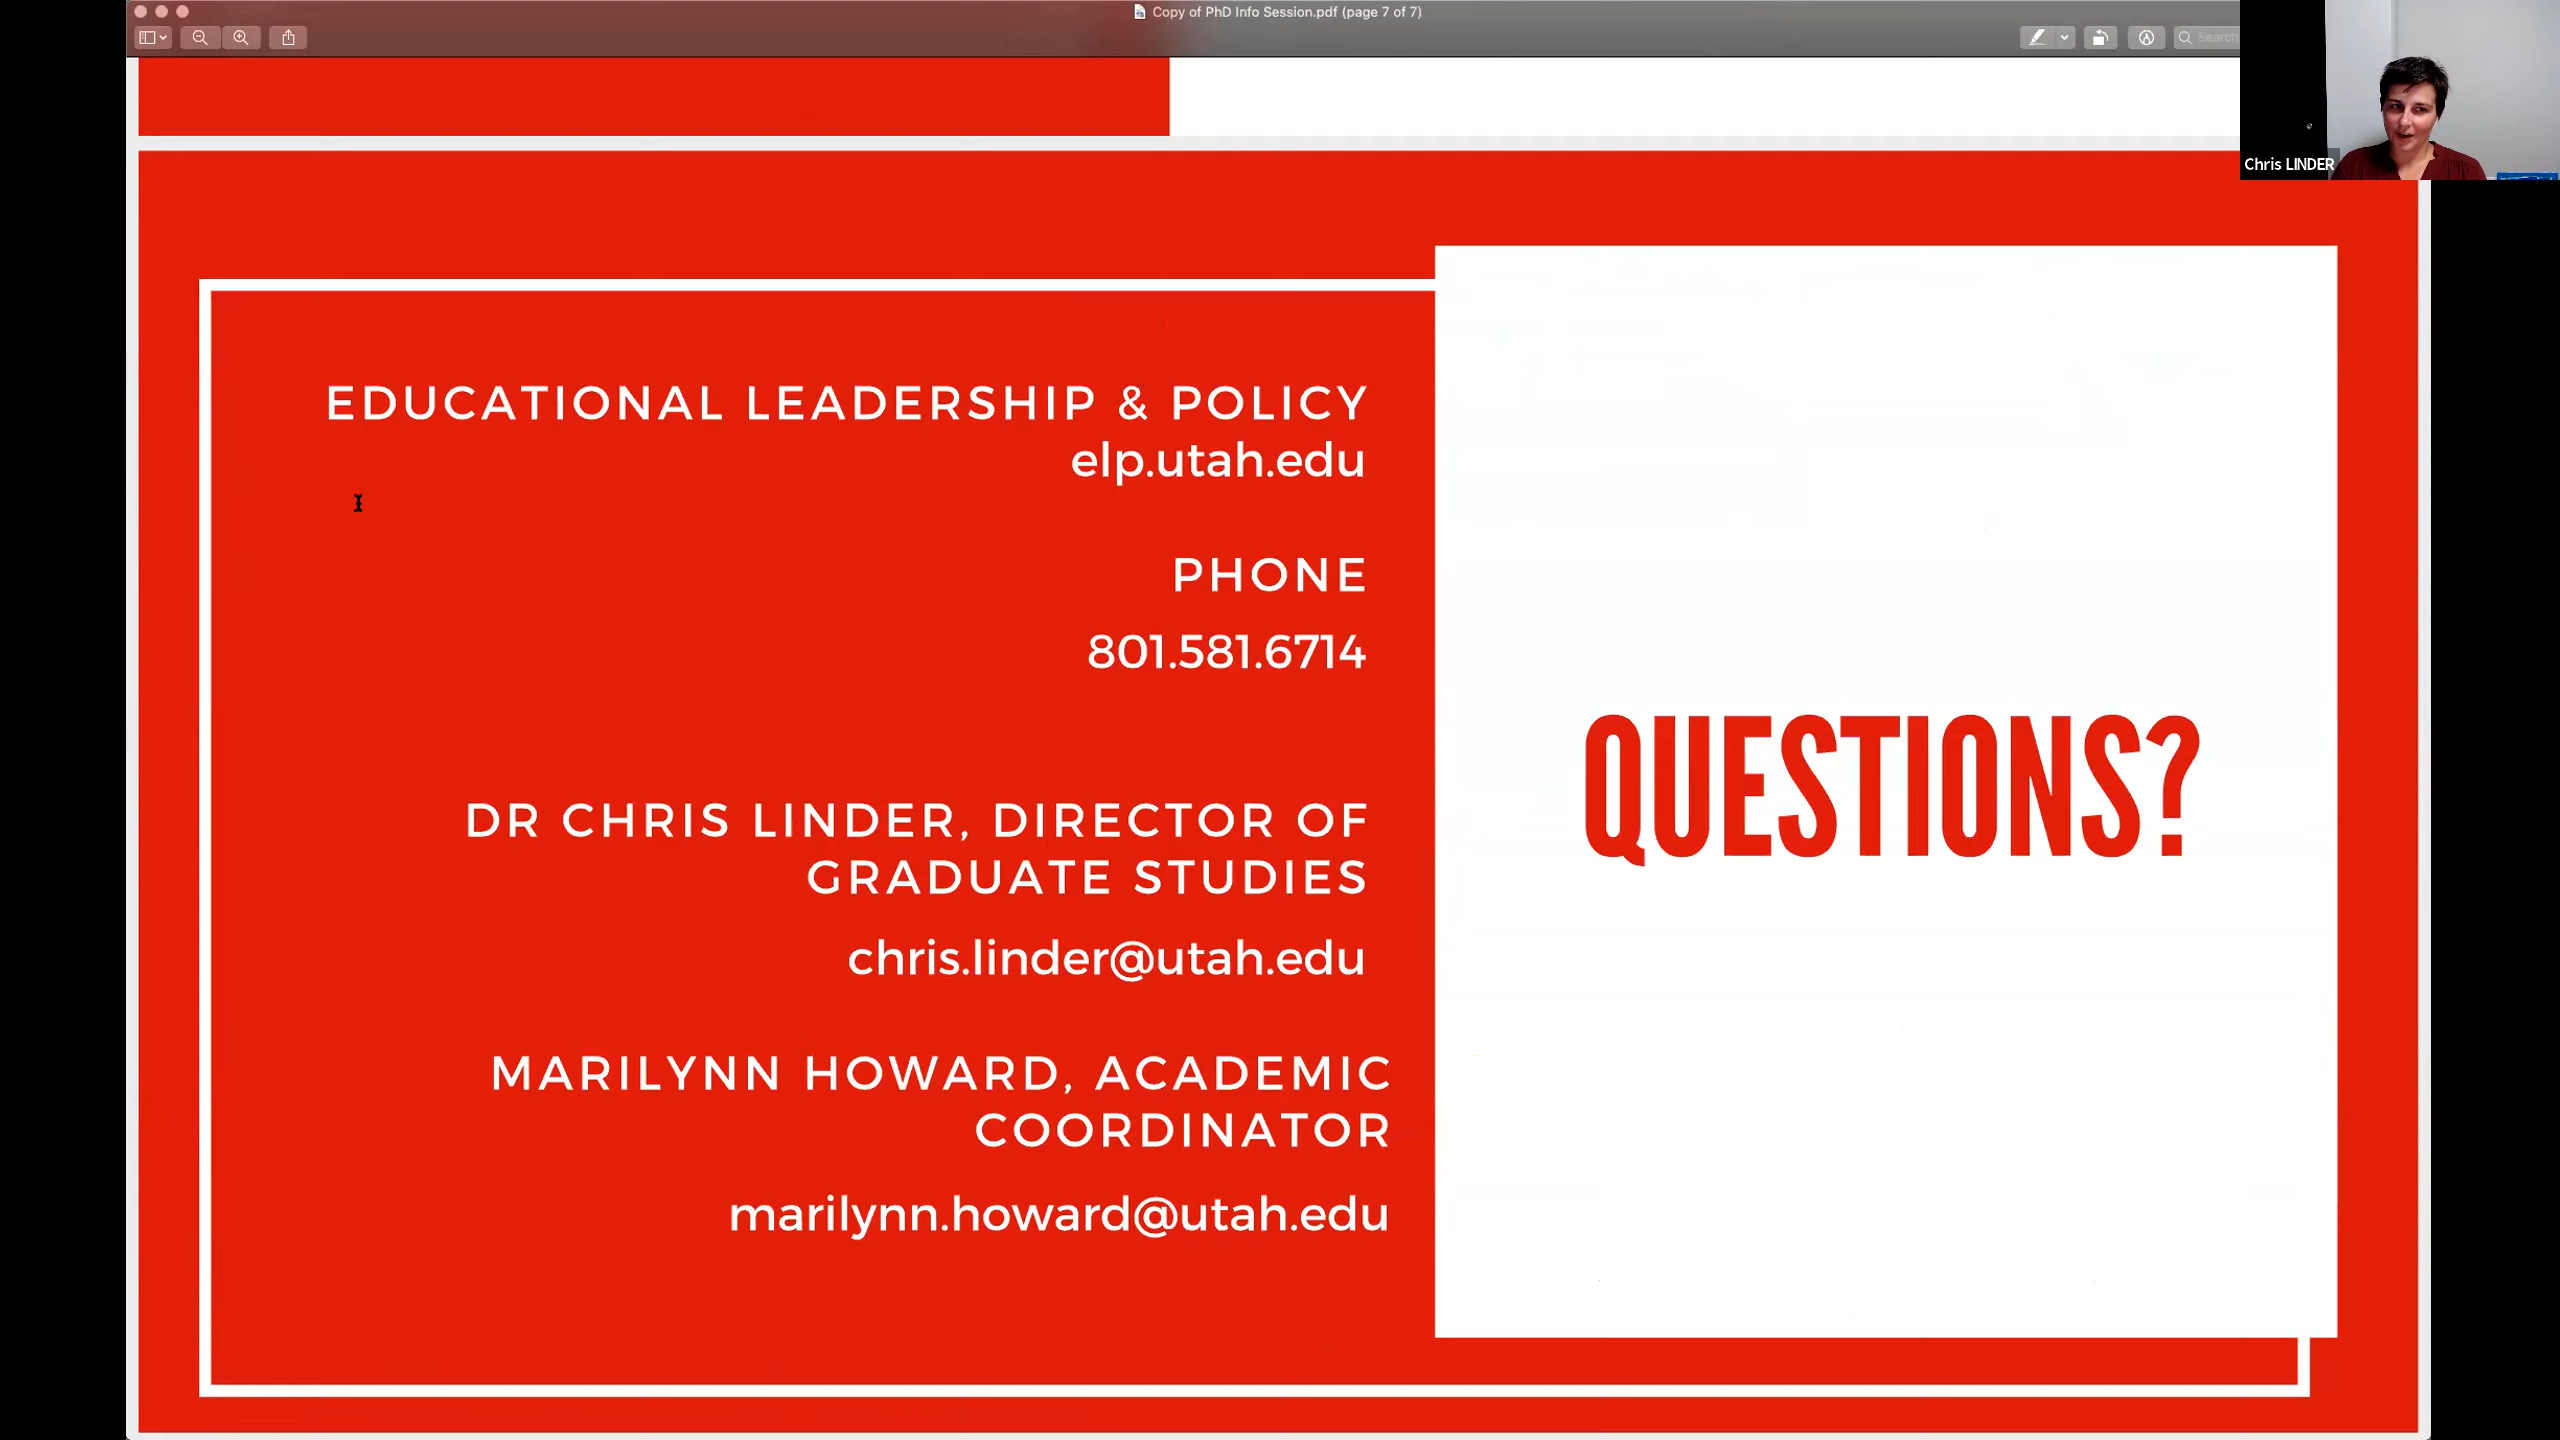 Copy of PhD Info Session.pdf (page 7 of 7)
Search
Chris LINDER
EDUCATIONAL LEADERSHIP & POLICY
elp.utah.edu
PHONE
801.581.6714
DR CHRIS LINDER, DIRECTOR OF
GRADUATE STUDIES
chris.linder@utah.edu
MARILYNN HOWARD, ACADEMIC
COORDINATOR
marilynn.howard@utah.edu
QUESTIONS?